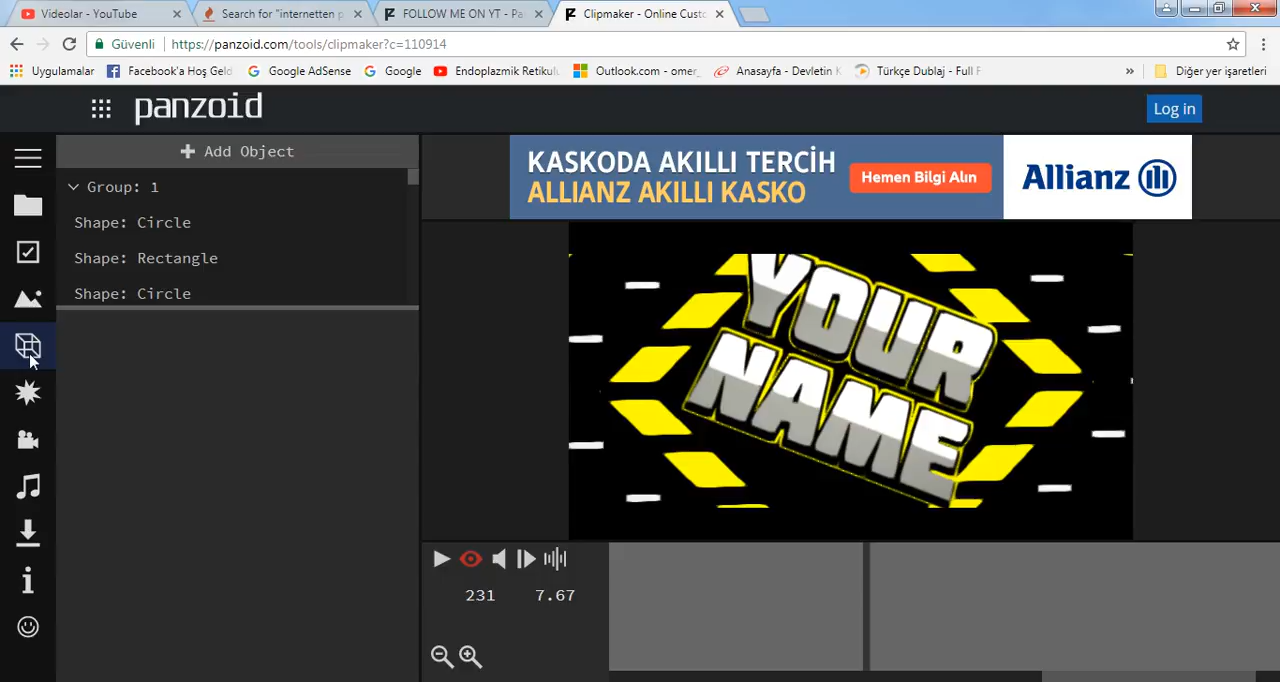 Videolar - YouTube
Search for "internetten p
FOLLOW ME ON YT - Pa
Clipmaker - Online Custo
Güvenli
https://panzoid.com/tools/clipmaker?c=110914
Uygulamalar
Facebook'a Hoş Geld
Google AdSense
Google
Endoplazmik Retikulu
Outlook.com - omer_
Anasayfa - Devletin K
Türkçe Dublaj - Full F
»
Diğer yer işaretleri
panzoid
Log in
+ Add Object
Group: 1
Shape: Circle
Shape: Rectangle
Shape: Circle
KASKODA AKILLI TERCİH
ALLIANZ AKILLI KASKO
Hemen Bilgi Alın
Allianz
YOUR
NAME
231
7.67